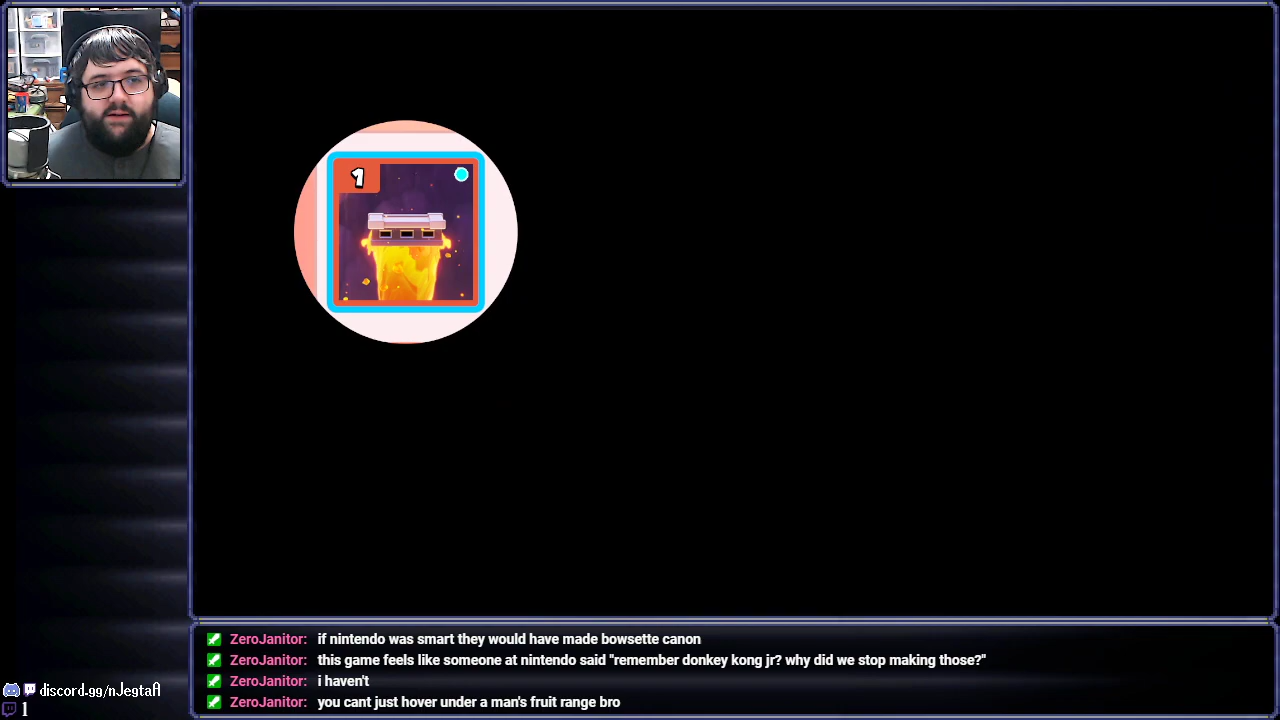 1
ZeroJanitor: if nintendo was smart they would have made bowsette canon
ZeroJanitor: this game feels like someone at nintendo said "remember donkey kong jr? why did we stop making those?"
ZeroJanitor: i haven't
ZeroJanitor: you cant just hover under a man's fruit range bro
discord.gg/nJegtaA
1